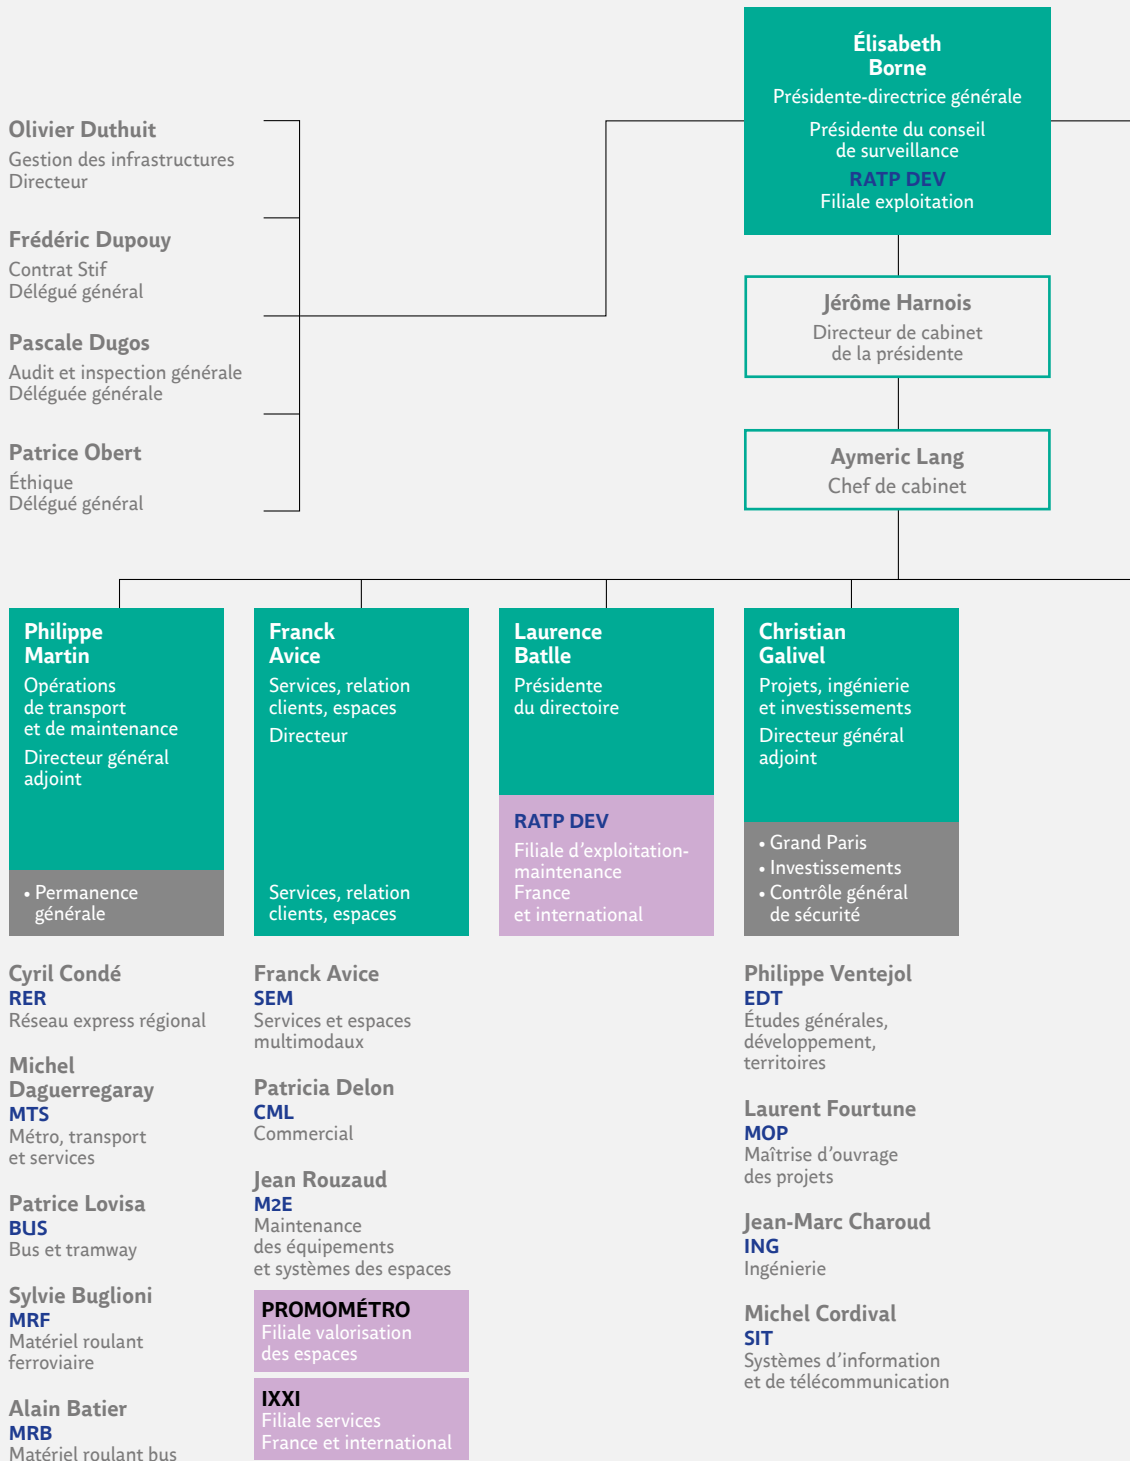 Élisabeth
Borne
Présidente-directrice générale
Présidente du conseil
de surveillance
RATP DEV
Filiale exploitation
Olivier Duthuit
Gestion des infrastructures
Directeur
Frédéric Dupouy
Contrat Stif
Délégué général
Pascale Dugos
Audit et inspection générale
Déléguée générale
Patrice Obert
Éthique
Délégué général
Jérôme Harnois
Directeur de cabinet
de la présidente
Aymeric Lang
Chef de cabinet
Philippe
Martin
Opérations
de transport
et de maintenance
Directeur général
adjoint
• Permanence
générale
Cyril Condé
RER
Réseau express régional
Michel
Daguerregaray
MTS
Métro, transport
et services
Patrice Lovisa
BUS
Bus et tramway
Sylvie Buglioni
MRF
Matériel roulant
ferroviaire
Alain Batier
MRB
Matériel roulant bus
Franck
Avice
Services, relation
clients, espaces
Directeur
Services, relation
clients, espaces
Franck Avice
SEM
Services et espaces
multimodaux
Patricia Delon
CML
Commercial
Jean Rouzaud
M2E
Maintenance
des équipements
et systèmes des espaces
PROMOMÉTRO
Filiale valorisation
des espaces
IXXI
Filiale services
France et international
Laurence
Batlle
Présidente
du directoire
RATP DEV
Filiale d'exploitation-
maintenance
France
et international
Christian
Galivel
Projets, ingénierie
et investissements
Directeur général
adjoint
• Grand Paris
• Investissements
• Contrôle général
de sécurité
Philippe Ventejol
EDT
Études générales,
développement,
territoires
Laurent Fourtune
MOP
Maîtrise d'ouvrage
des projets
Jean-Marc Charoud
ING
Ingénierie
Michel Cordival
SIT
Systèmes d'information
et de télécommunication